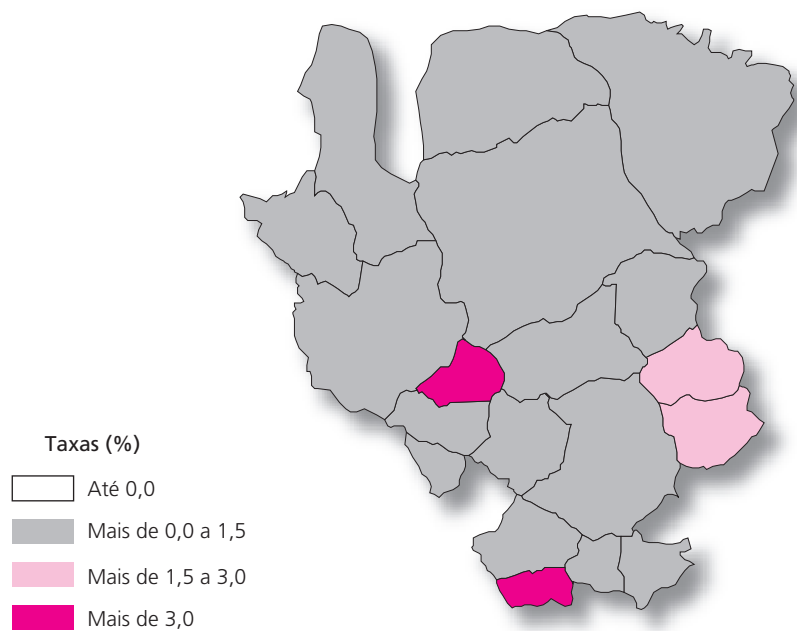 Taxas (%)
Até 0,0
Mais de 0,0 a 1,5
Mais de 1,5 a 3,0
Mais de 3,0